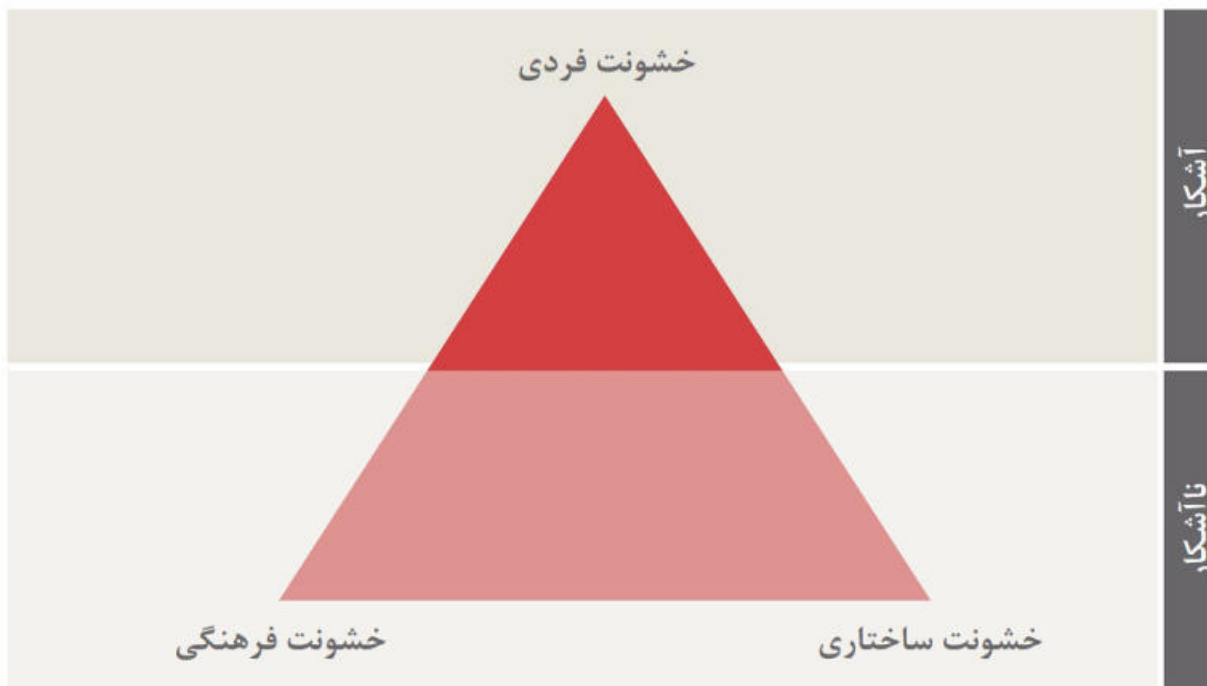 خشونت فردی
آشکار
ناآشکار
خشونت ساختاری
خشونت فرهنگی